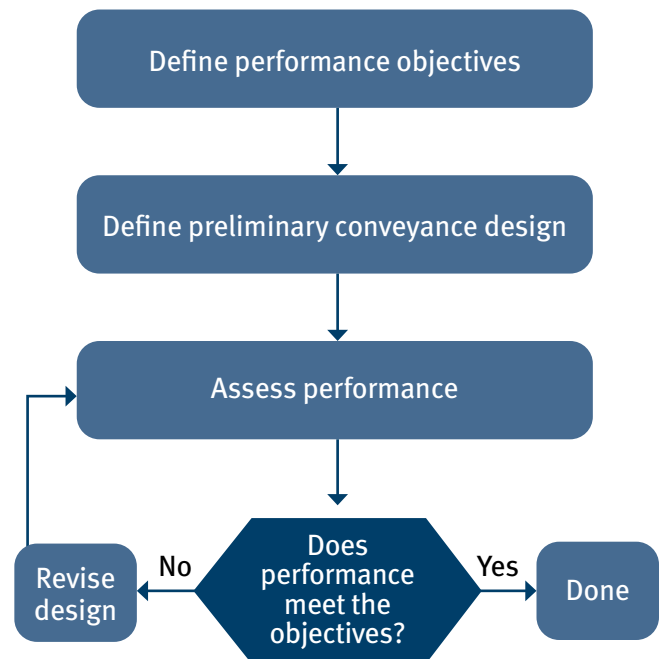 Define performance objectives
Define preliminary conveyance design
Assess performance
Does
performance
meet the
objectives?
No
Yes
Revise
design
Done